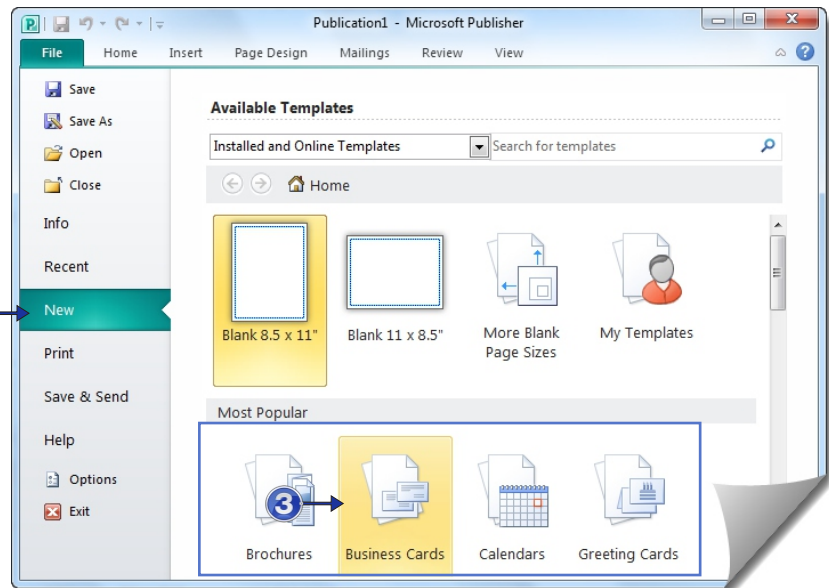 Publication1 - Microsoft Publisher
File Home Insert Page Design Mailings Review View
Save
Save As
Open
Close
Info
Recent
New
Print
Save & Send
Help
Options
Exit
Available Templates
Installed and Online Templates Search for templates
Home
Blank 8.5 x 11" Blank 11 x 8.5" More Blank Page Sizes My Templates
Most Popular
3
Brochures Business Cards Calendars Greeting Cards